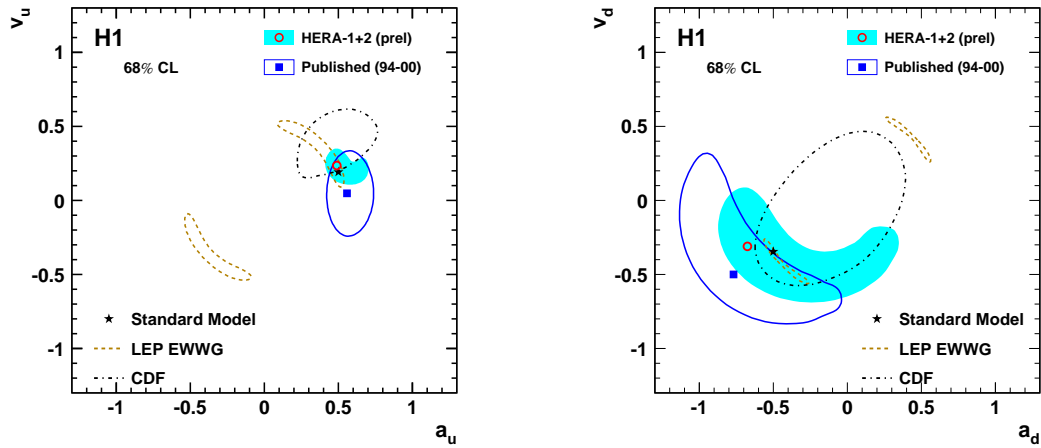 v_u
H1
HERA-1+2 (prel)
68% CL
Published (94-00)
1
0.5
0
-0.5
-1
Standard Model
LEP EWWG
CDF
-1 -0.5 0 0.5 1
a_u
v_d
H1
HERA-1+2 (prel)
68% CL
Published (94-00)
1
0.5
0
-0.5
-1
Standard Model
LEP EWWG
CDF
-1 -0.5 0 0.5 1
a_d